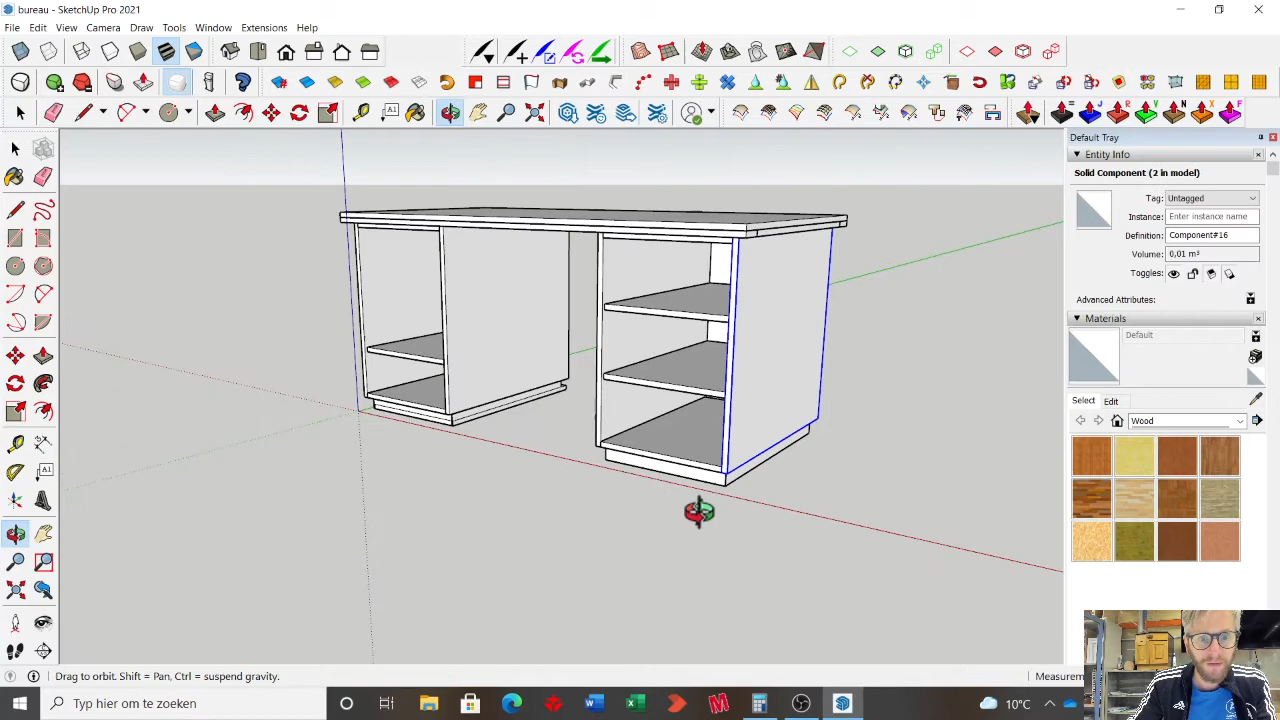 bureau - SketchUp Pro 2021
File Edit View Camera Draw Tools Window Extensions Help
A1
= J R V N X F
Default Tray
Entity Info
Solid Component (2 in model)
Tag: Untagged
Instance: Enter instance name
Definition: Component#16
Volume: 0,01 m³
Toggles:
Advanced Attributes:
Materials
Default
Select Edit
Wood
A1
Drag to orbit. Shift = Pan, Ctrl = suspend gravity.
Measurem
Typ hier om te zoeken
10°C